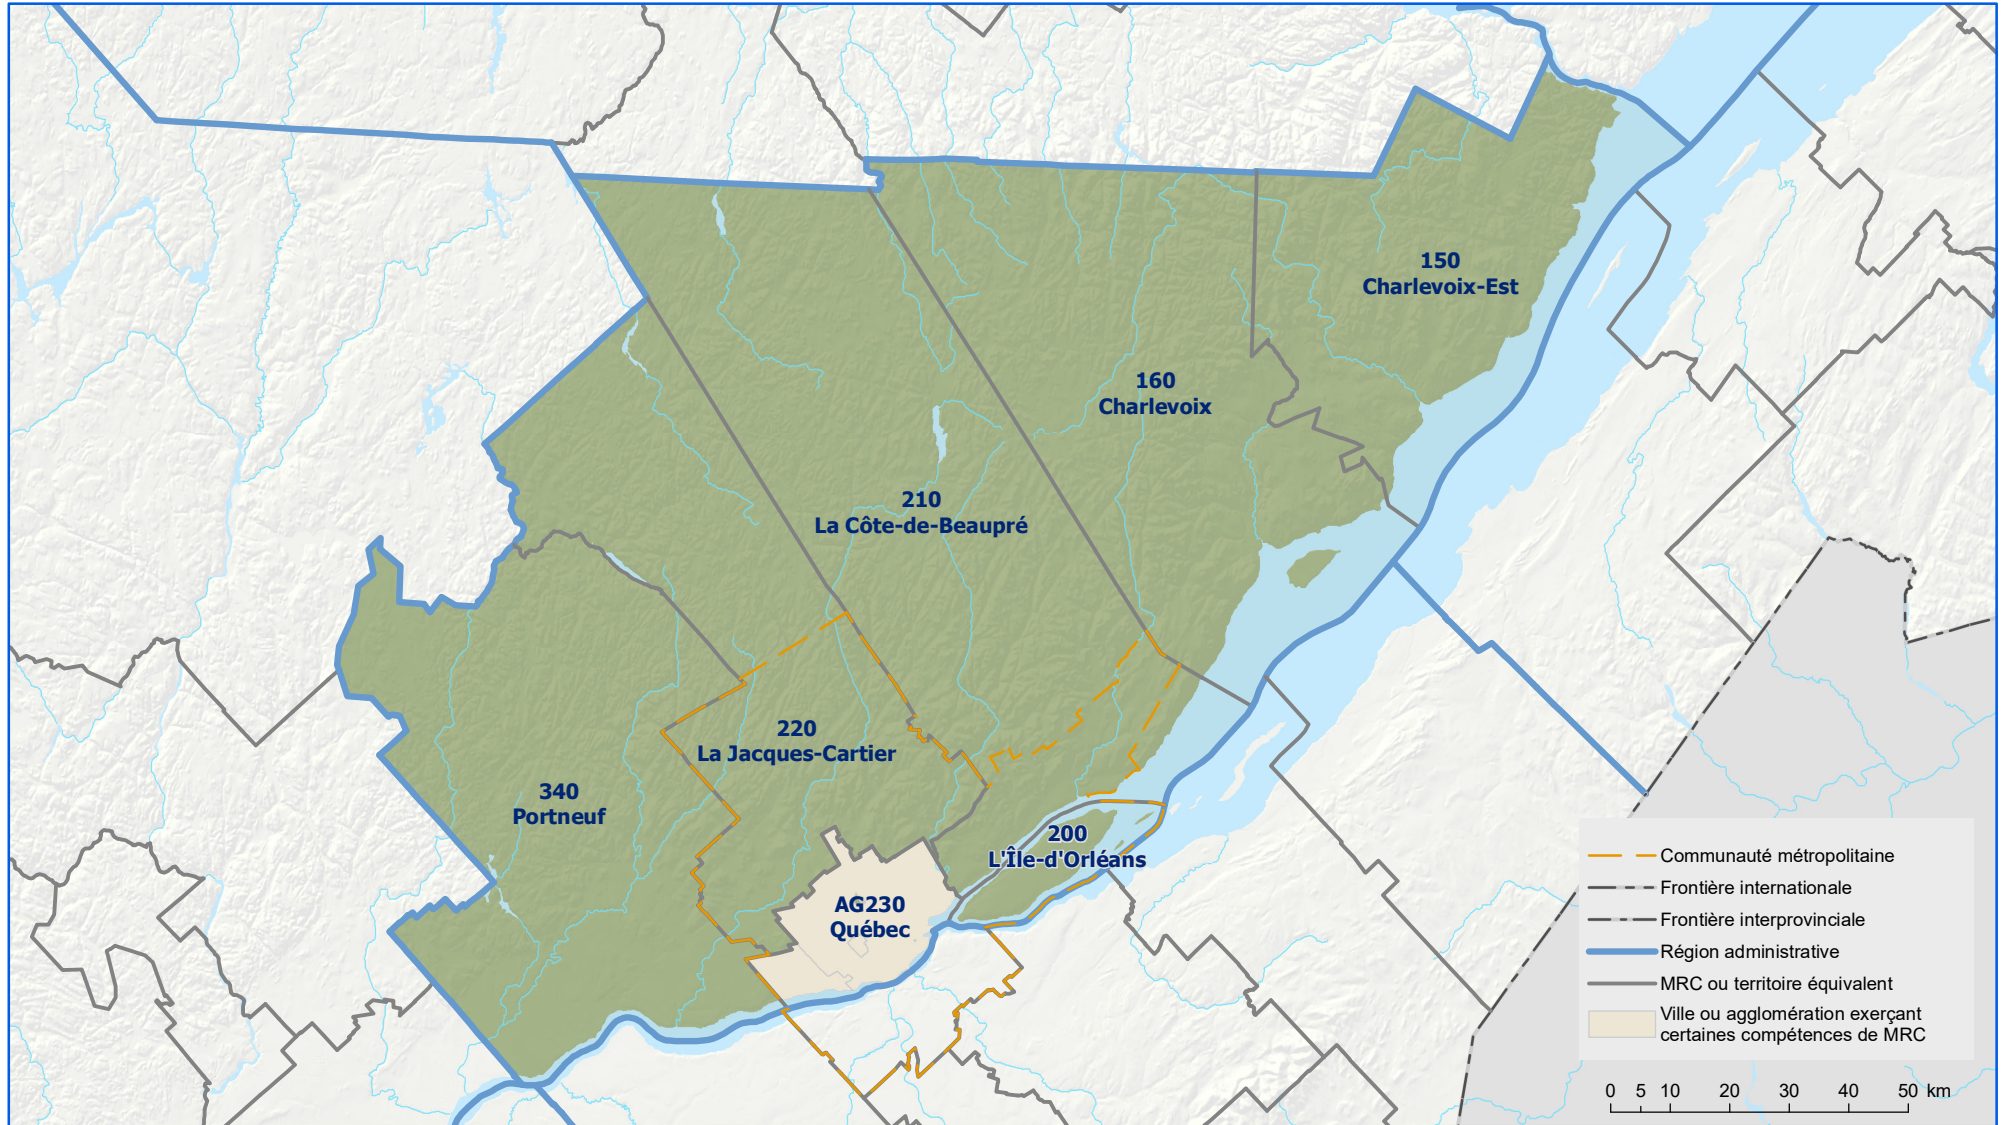 150
Charlevoix-Est
160
Charlevoix
210
La Côte-de-Beaupré
220
La Jacques-Cartier
340
Portneuf
200
L'Île-d'Orléans
AG230
Québec
Communauté métropolitaine
Frontière internationale
Frontière interprovinciale
Région administrative
MRC ou territoire équivalent
Ville ou agglomération exerçant
certaines compétences de MRC
0 5 10 20 30 40 50 km